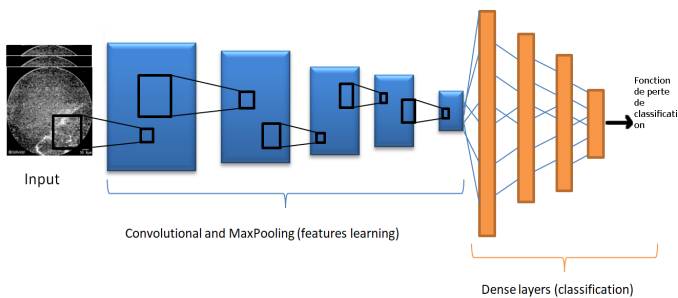 Input
Convolutional and MaxPooling (features learning)
Fonction
de perte
de
classificati
on
Dense layers (classification)